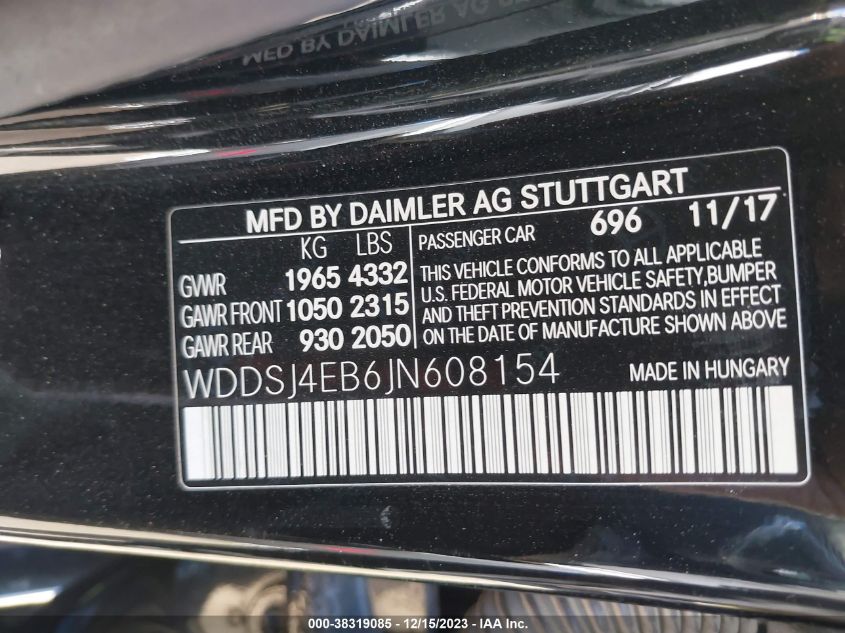 MFD BY DAIMLER AG STUTTGART
KG LBS
GVWR 1965 4332
GAWR FRONT 1050 2315
GAWR REAR 930 2050
PASSENGER CAR 696 11/17
THIS VEHICLE CONFORMS TO ALL APPLICABLE
U.S. FEDERAL MOTOR VEHICLE SAFETY,BUMPER
AND THEFT PREVENTION STANDARDS IN EFFECT
ON THE DATE OF MANUFACTURE SHOWN ABOVE
WDDSJ4EB6JN608154 MADE IN HUNGARY
000-38319085 - 12/15/2023 - IAAI.com